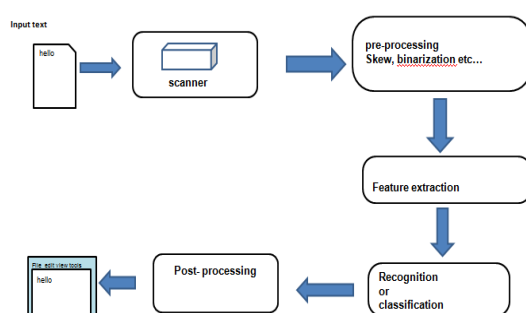 Input text
hello
scanner
pre-processing
Skew, binarization etc…
Feature extraction
Recognition
or
classification
Post- processing
File edit view tools
hello